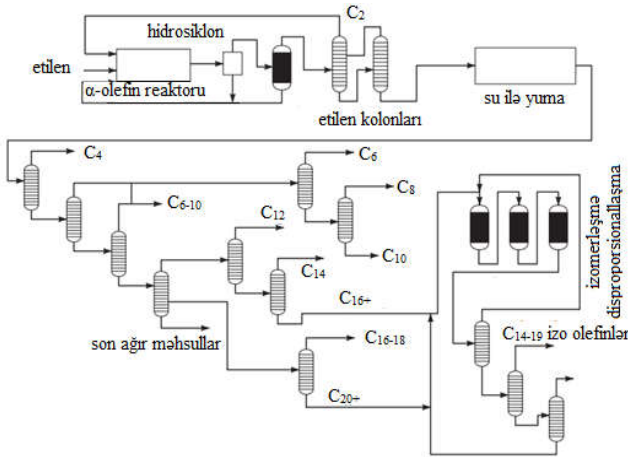 hidrosiklon
C2
etilen
α-olefin reaktoru
etilen kolonları
su ilə yuma
C4
C6
C6-10
C8
C12
C10
C14
C16+
izomerləşmə
disproporsionallaşma
son ağır məhsullar
C16-18
C14-19 izo olefinlər
C20+